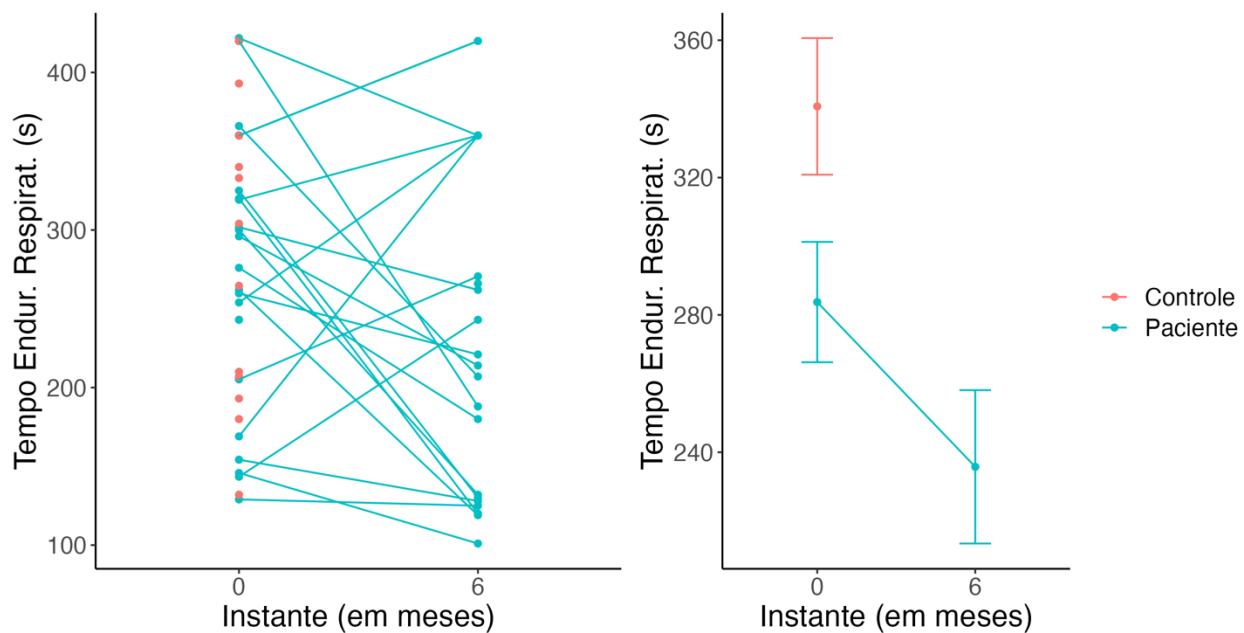 Tempo Endur. Respirat. (s)
400
300
200
100
0
6
Instante (em meses)
Tempo Endur. Respirat. (s)
360
320
280
240
0
6
Instante (em meses)
Controle
Paciente